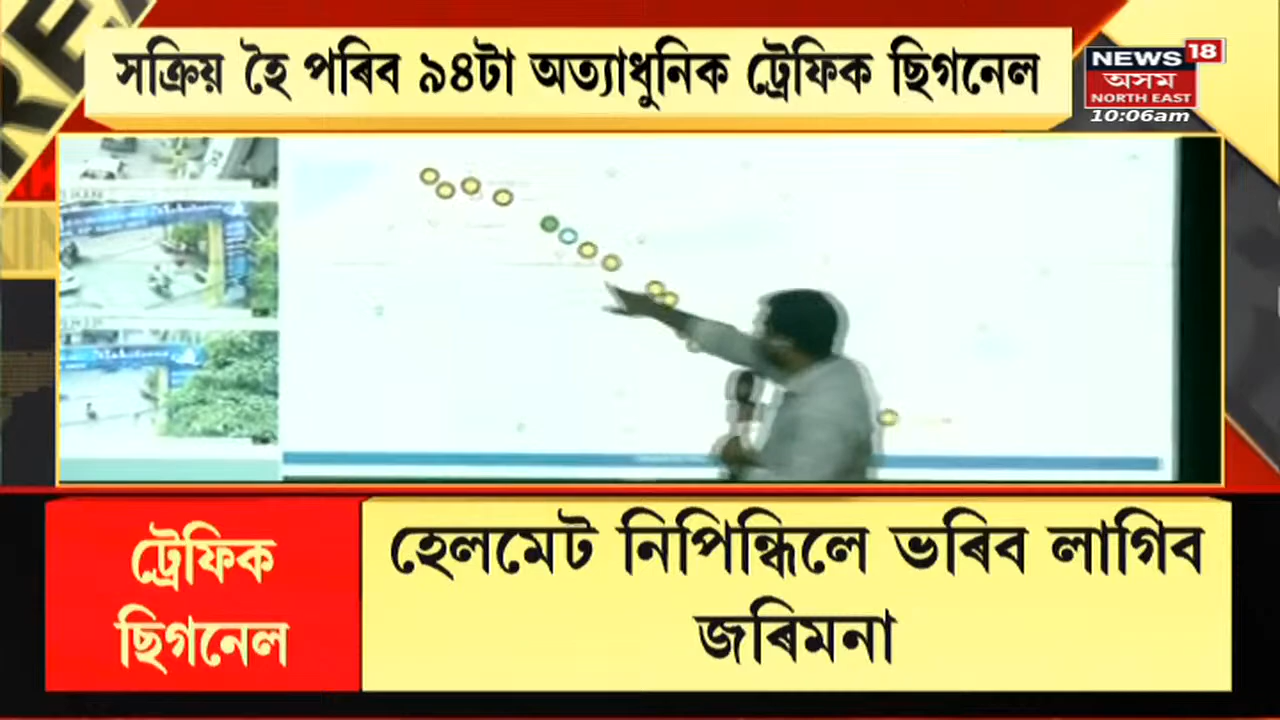 সক্ৰিয় হৈ পৰিব ৯৪টা অত্যাধুনিক ট্ৰেফিক ছিগনেল
NEWS 18
অসম
NORTH EAST
10:06am
ট্ৰেফিক
ছিগনেল
হেলমেট নিপিন্ধিলে ভৰিব লাগিব
জৰিমনা